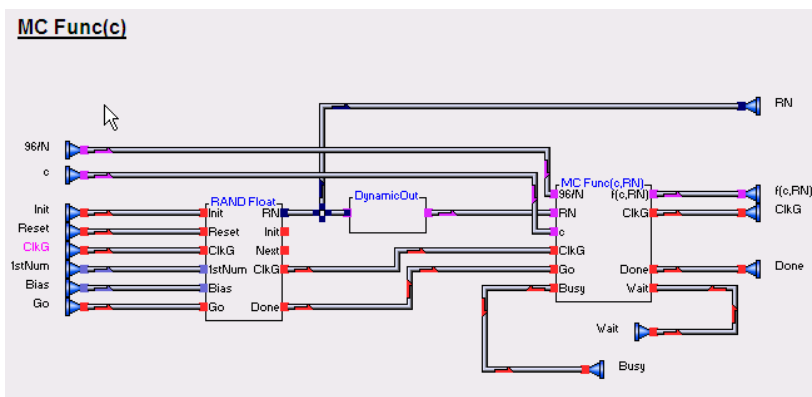 MC Func(c)
RN
96/N
c
Init
Reset
ClkG
1stNum
Bias
Go
RAND Float
Init RN
Reset Init
ClkG Next
1stNum ClkG
Bias
Go Done
DynamicOut
MC Func(c,RN)
96/N f(c,RN)
RN ClkG
c
ClkG
Go Done
Busy Wait
f(c,RN)
ClkG
Done
Wait
Busy